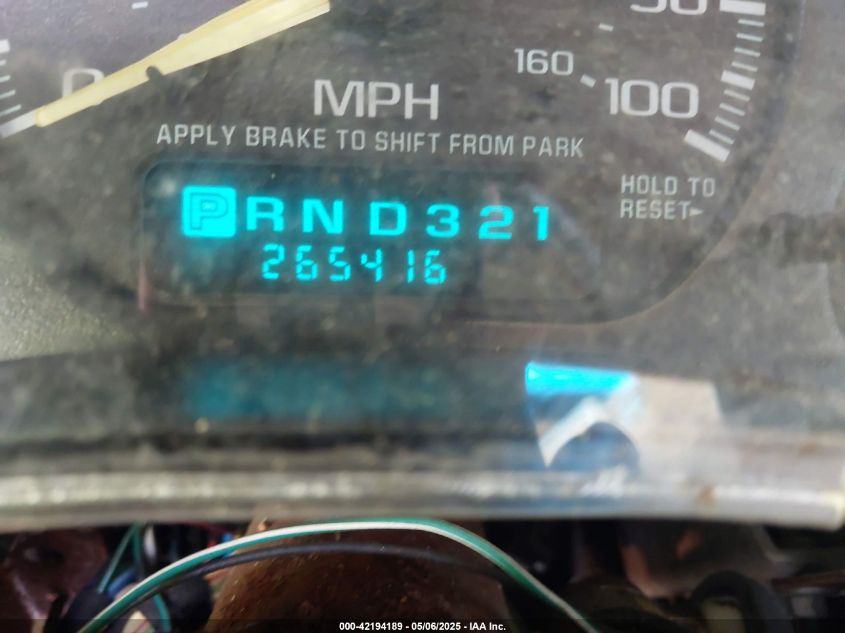 0
160
100
MPH
APPLY BRAKE TO SHIFT FROM PARK
HOLD TO
RESET
P R N D 3 2 1
265416
000-42194189 - 05/06/2025 - IAA Inc.